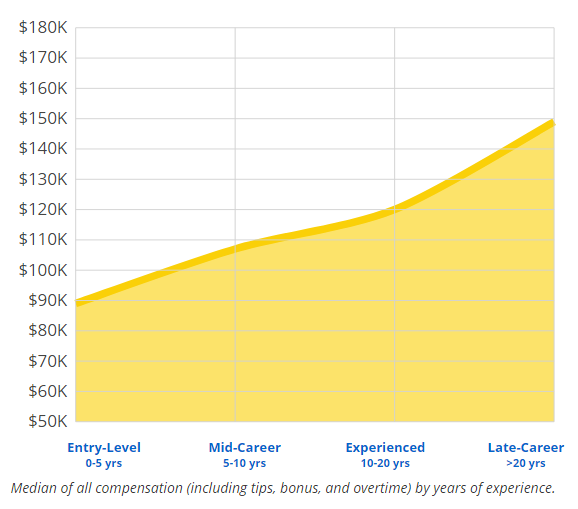 $180K
$170K
$160K
$150K
$140K
$130K
$120K
$110K
$100K
$90K
$80K
$70K
$60K
$50K
Entry-Level Mid-Career Experienced Late-Career
0-5 yrs 5-10 yrs 10-20 yrs >20 yrs
Median of all compensation (including tips, bonus, and overtime) by years of experience.